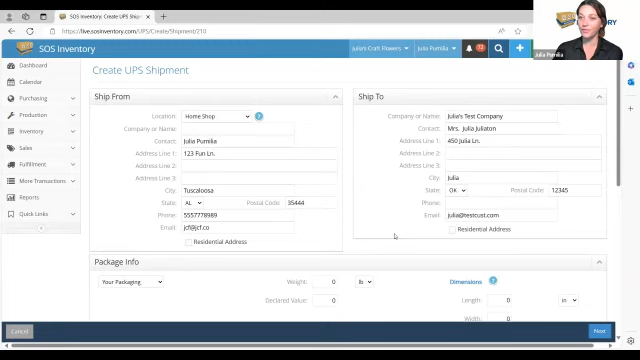 SOS Inventory: Create UPS Ship
https://live.sosinventory.com/UPS/Create/Shipment/210
SOS Inventory
Julia's Craft Flowers
Julia Pumilia
72
Julia Pumilia
Dashboard
Calendar
Purchasing
Production
Inventory
Sales
Fulfillment
More Transactions
Reports
Quick Links
Create UPS Shipment
Ship From
Location: Home Shop
Company or Name:
Contact: Julia Pumilia
Address Line 1: 123 Fun Ln.
Address Line 2:
Address Line 3:
City: Tuscaloosa
State: AL Postal Code: 35444
Phone: 5557778989
Email: jcf@jcf.co
Residential Address
Ship To
Company or Name: Julia's Test Company
Contact: Mrs. Julia Juliaton
Address Line 1: 450 Julia Ln.
Address Line 2:
Address Line 3:
City: Julia
State: OK Postal Code: 12345
Phone:
Email: julia@testcust.com
Residential Address
Package Info
Your Packaging
Weight: 0 lb
Declared Value: 0
Dimensions
Length: 0 in
Width: 0
Cancel
Next